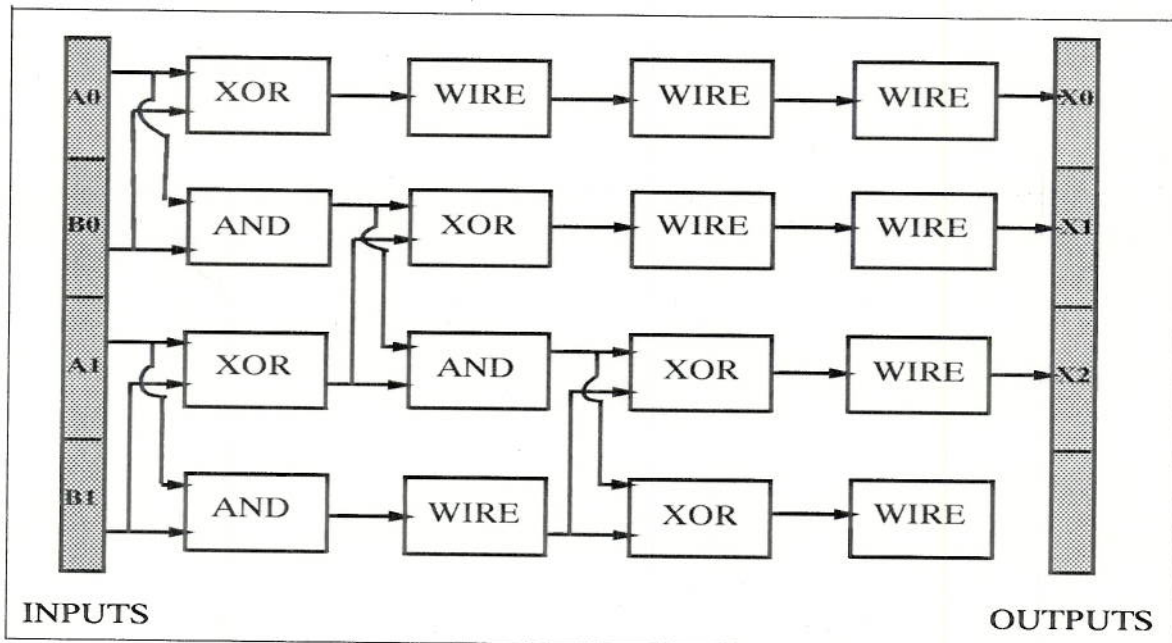 A0 XOR WIRE WIRE WIRE X0
B0 AND XOR WIRE WIRE X1
A1 XOR AND XOR WIRE X2
B1 AND WIRE XOR WIRE
INPUTS OUTPUTS